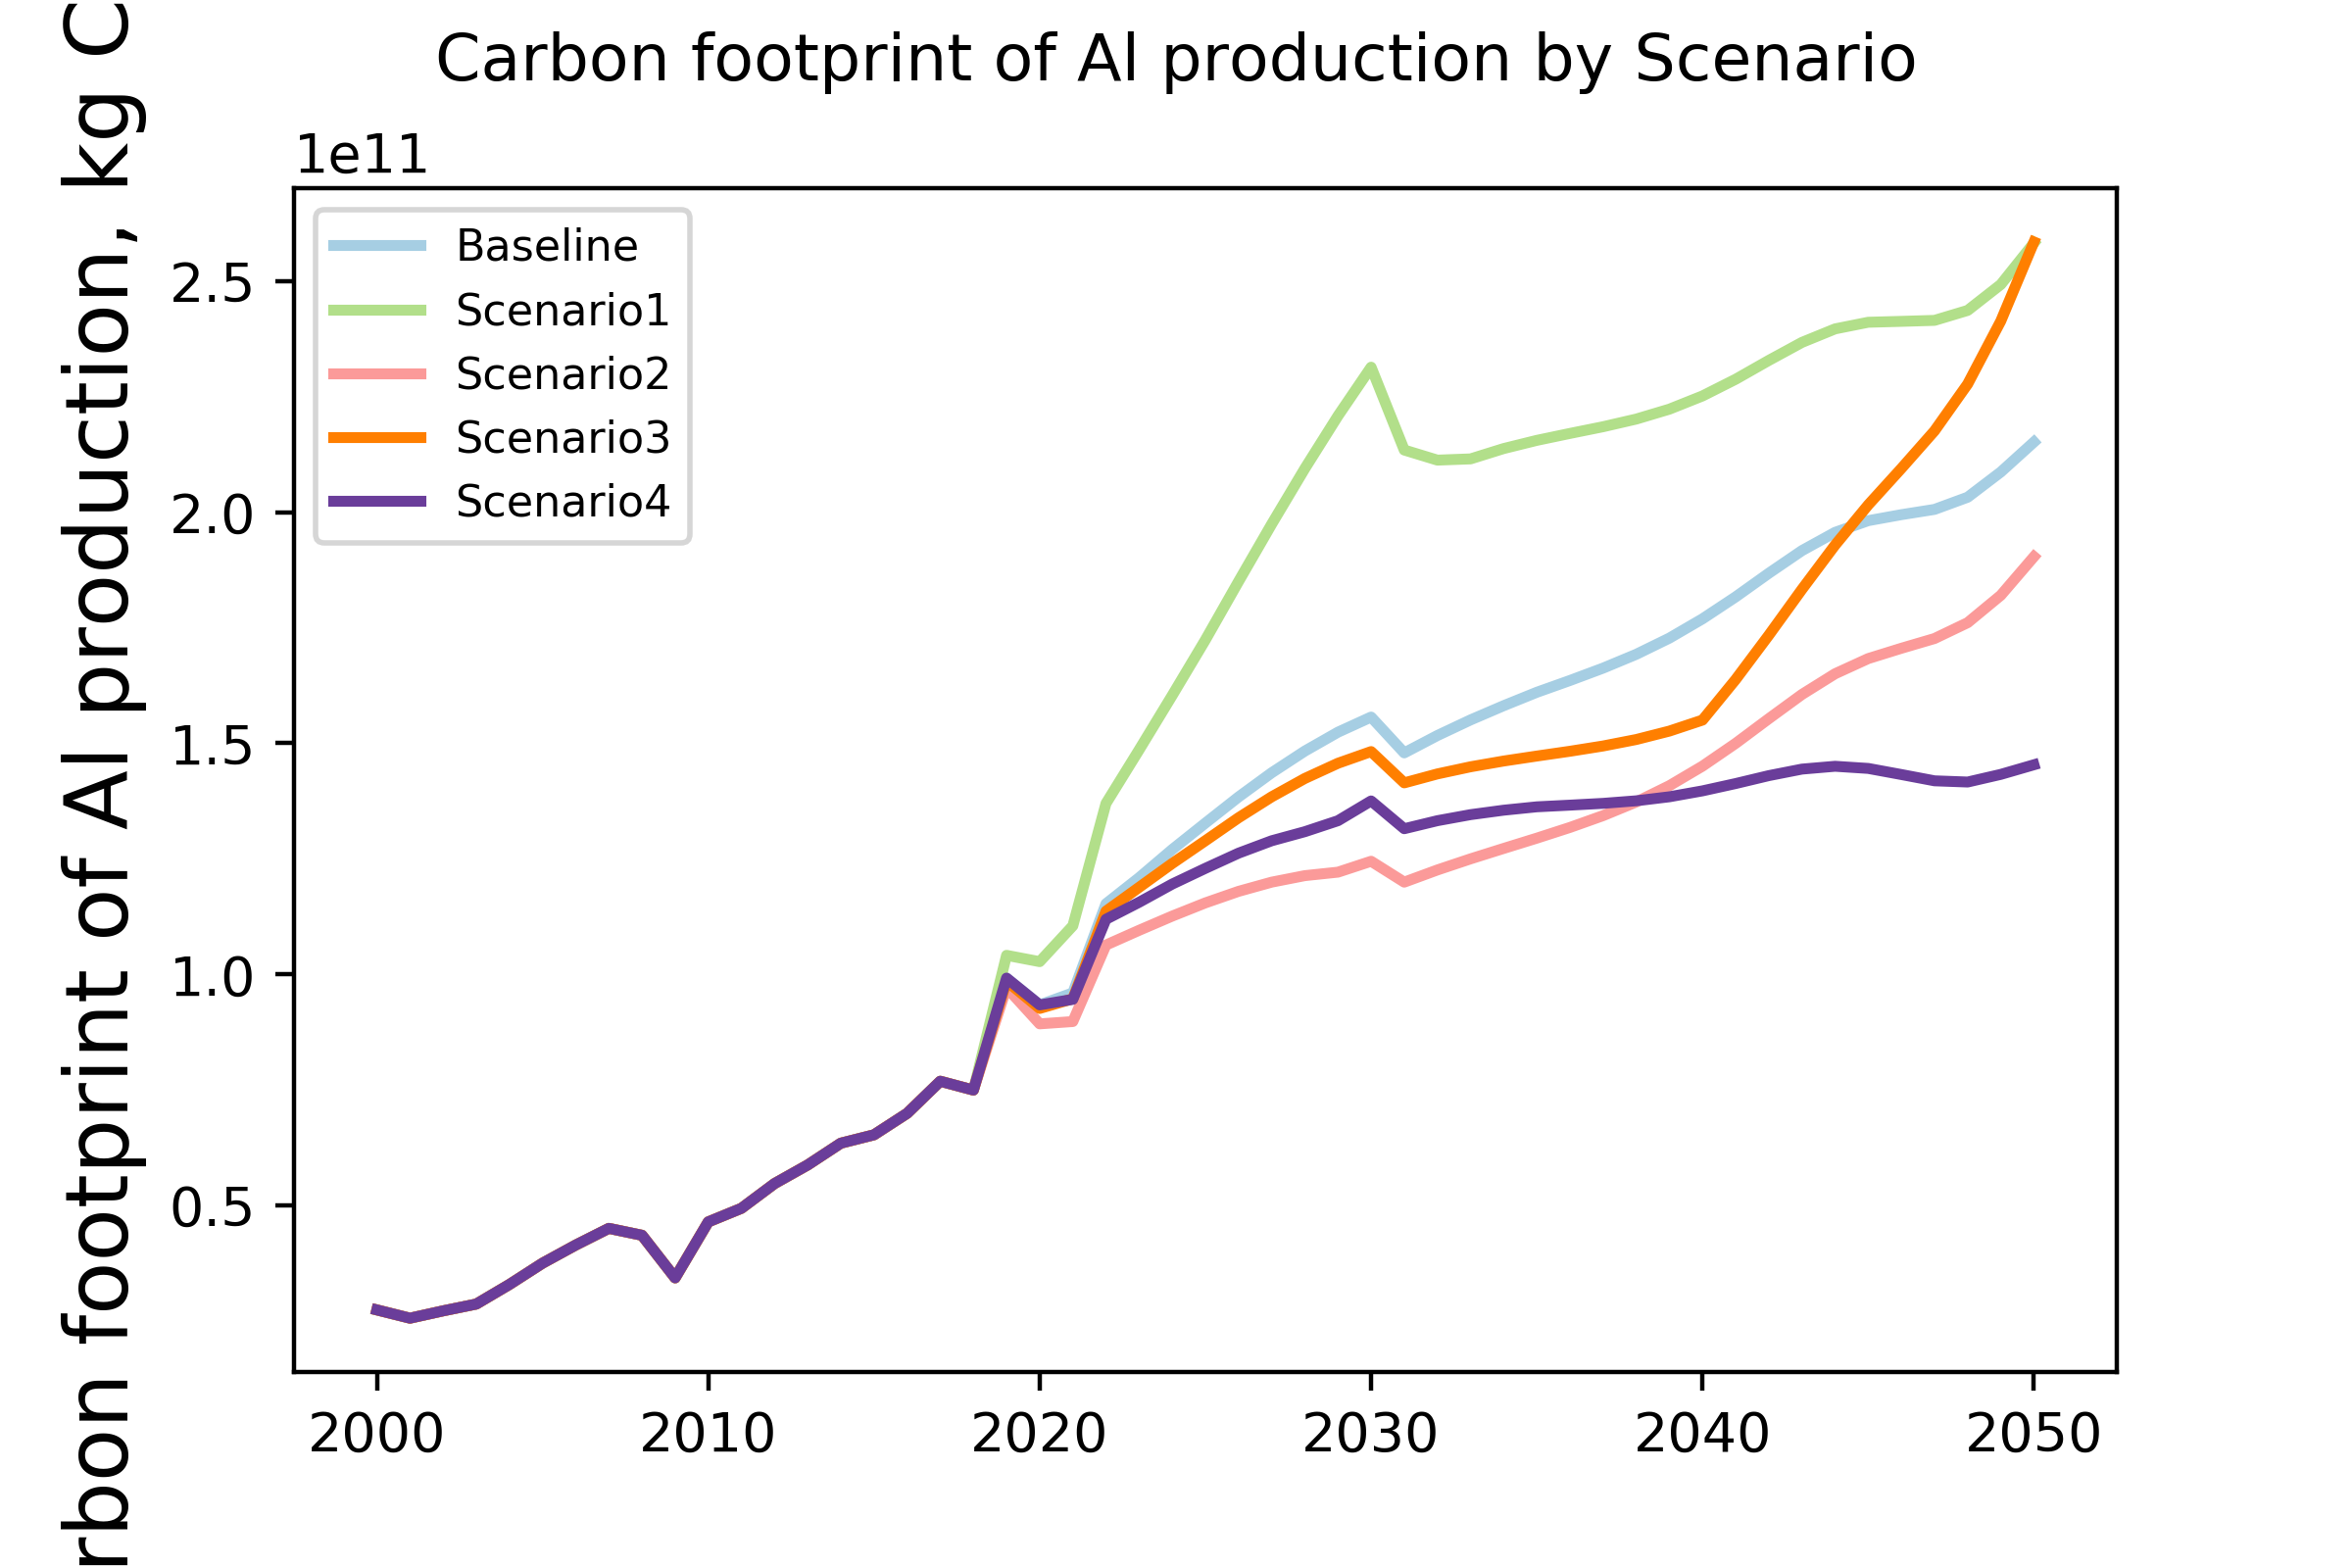 Carbon footprint of Al production by Scenario
rbon footprint of Al production, kg C
1e11
2.5
2.0
1.5
1.0
0.5
Baseline
Scenario1
Scenario2
Scenario3
Scenario4
2000 2010 2020 2030 2040 2050